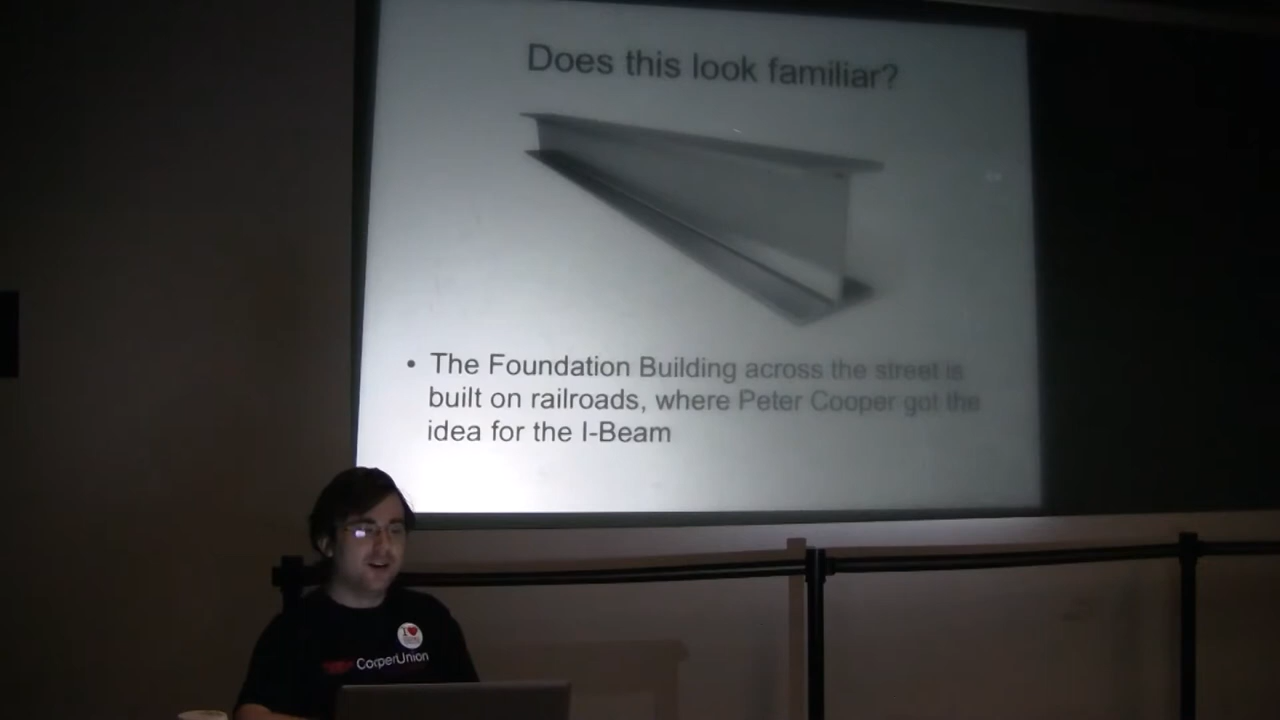 Does this look familiar?
• The Foundation Building across the street is
built on railroads, where Peter Cooper got the
idea for the I-Beam
I
CooperUnion